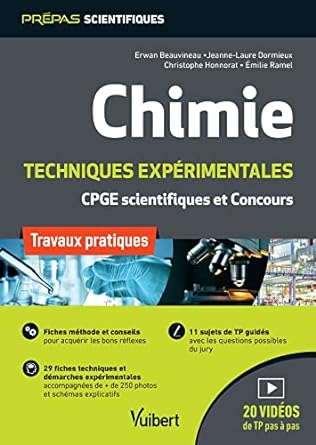 PRÉPAS SCIENTIFIQUES
Erwan Beauvineau • Jeanne-Laure Dormieux
Christophe Honnorat • Émilie Ramel
Chimie
TECHNIQUES EXPÉRIMENTALES
CPGE scientifiques et Concours
Travaux pratiques
Fiches méthode et conseils
pour acquérir les bons réflexes
29 fiches techniques et
démarches expérimentales
accompagnées de + de 250 photos
et schémas explicatifs
11 sujets de TP guidés
avec les questions possibles
du jury
20 VIDÉOS
de TP pas à pas
Vuibert